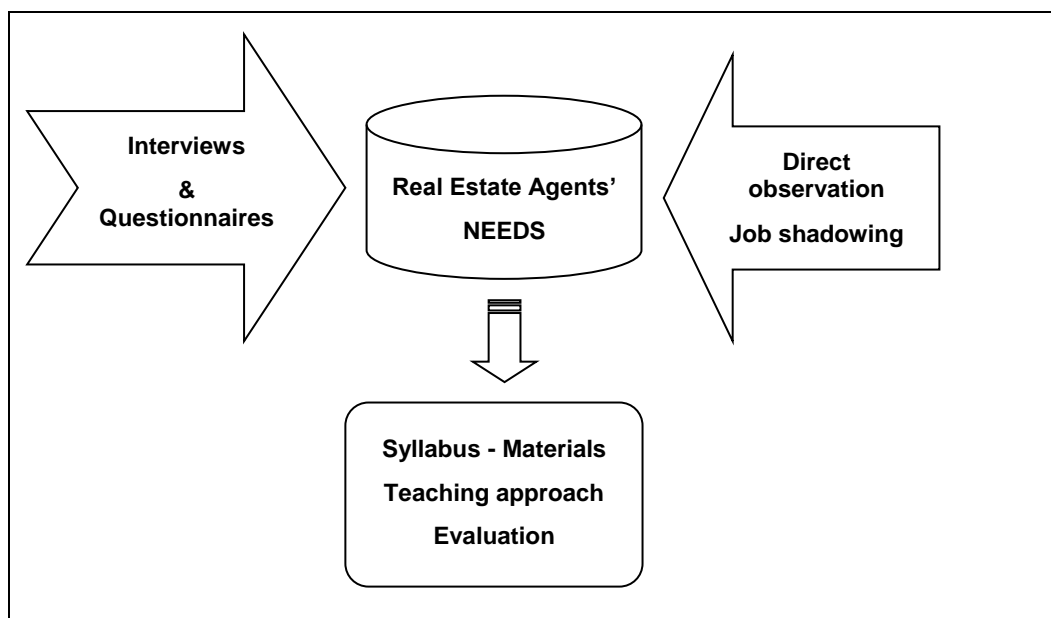 Interviews
&
Questionnaires
Real Estate Agents’
NEEDS
Direct
observation
Job shadowing
Syllabus - Materials
Teaching approach
Evaluation